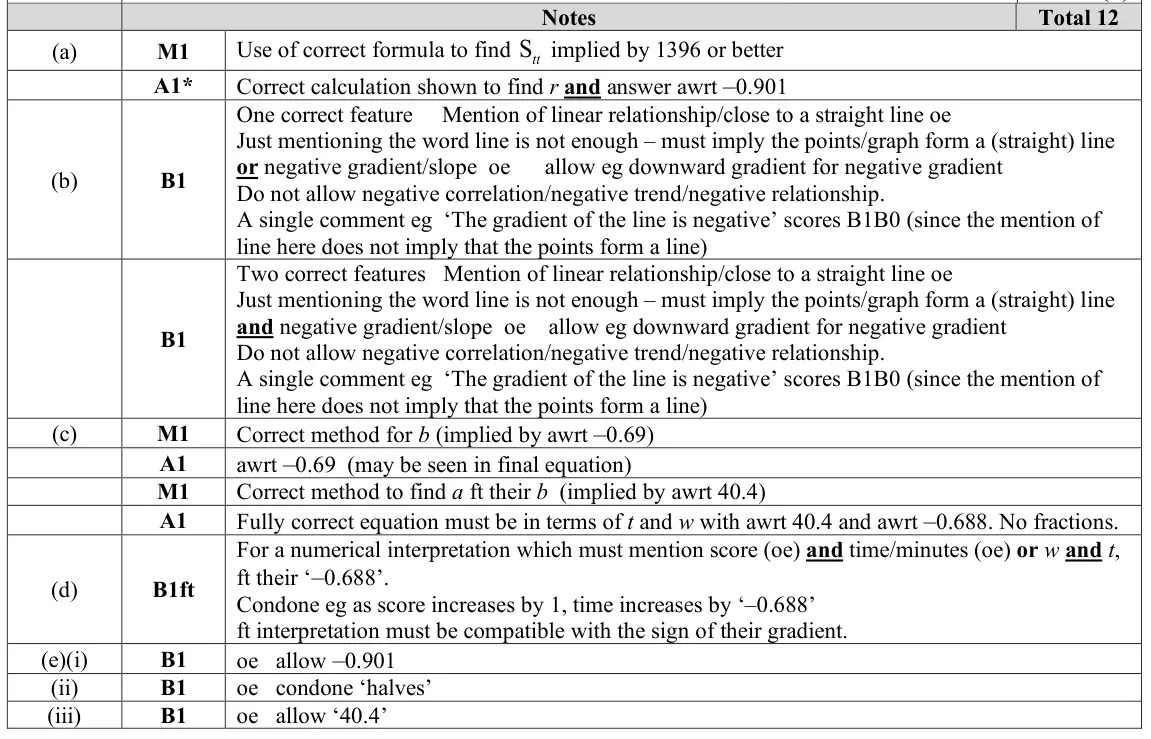 Notes Total 12
(a) M1 Use of correct formula to find Stt implied by 1396 or better
A1* Correct calculation shown to find r and answer awrt –0.901
(b) B1 One correct feature Mention of linear relationship/close to a straight line oe
Just mentioning the word line is not enough – must imply the points/graph form a (straight) line
or negative gradient/slope oe allow eg downward gradient for negative gradient
Do not allow negative correlation/negative trend/negative relationship.
A single comment eg ‘The gradient of the line is negative’ scores B1B0 (since the mention of
line here does not imply that the points form a line)
B1 Two correct features Mention of linear relationship/close to a straight line oe
Just mentioning the word line is not enough – must imply the points/graph form a (straight) line
and negative gradient/slope oe allow eg downward gradient for negative gradient
Do not allow negative correlation/negative trend/negative relationship.
A single comment eg ‘The gradient of the line is negative’ scores B1B0 (since the mention of
line here does not imply that the points form a line)
(c) M1 Correct method for b (implied by awrt –0.69)
A1 awrt –0.69 (may be seen in final equation)
M1 Correct method to find a ft their b (implied by awrt 40.4)
A1 Fully correct equation must be in terms of t and w with awrt 40.4 and awrt –0.688. No fractions.
(d) B1ft For a numerical interpretation which must mention score (oe) and time/minutes (oe) or w and t,
ft their ‘–0.688’.
Condone eg as score increases by 1, time increases by ‘–0.688’
ft interpretation must be compatible with the sign of their gradient.
(e)(i) B1 oe allow –0.901
(ii) B1 oe condone ‘halves’
(iii) B1 oe allow ‘40.4’